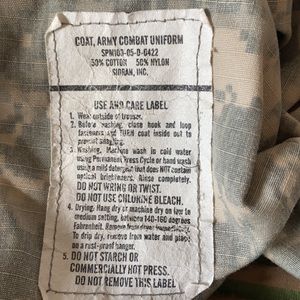 COAT, ARMY COMBAT UNIFORM
SPM103-05-D-0422
50% COTTON 50% NYLON
SIORAN, INC.
USE AND CARE LABEL
1. Wear outside of trouser.
2. Before washing, close hook and loop
fasteners and TURN coat inside out to
prevent snagging.
3. Washing. Machine wash in cold water
using Permanent Press Cycle or hand wash
using a mild detergent that does NOT contain
optical brighteners. Rinse completely.
DO NOT WRING OR TWIST.
DO NOT USE CHLORINE BLEACH.
4. Drying. Hang dry or machine dry on low to
medium setting, between 140-160 degrees
Fahrenheit. Remove from dryer immediately.
To drip dry, remove from water and place
on a rust-proof hanger.
5. DO NOT STARCH OR
COMMERCIALLY HOT PRESS.
DO NOT REMOVE THIS LABEL